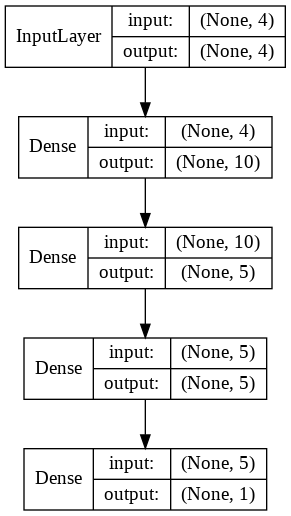 InputLayer input: (None, 4)
output: (None, 4)
Dense input: (None, 4)
output: (None, 10)
Dense input: (None, 10)
output: (None, 5)
Dense input: (None, 5)
output: (None, 5)
Dense input: (None, 5)
output: (None, 1)